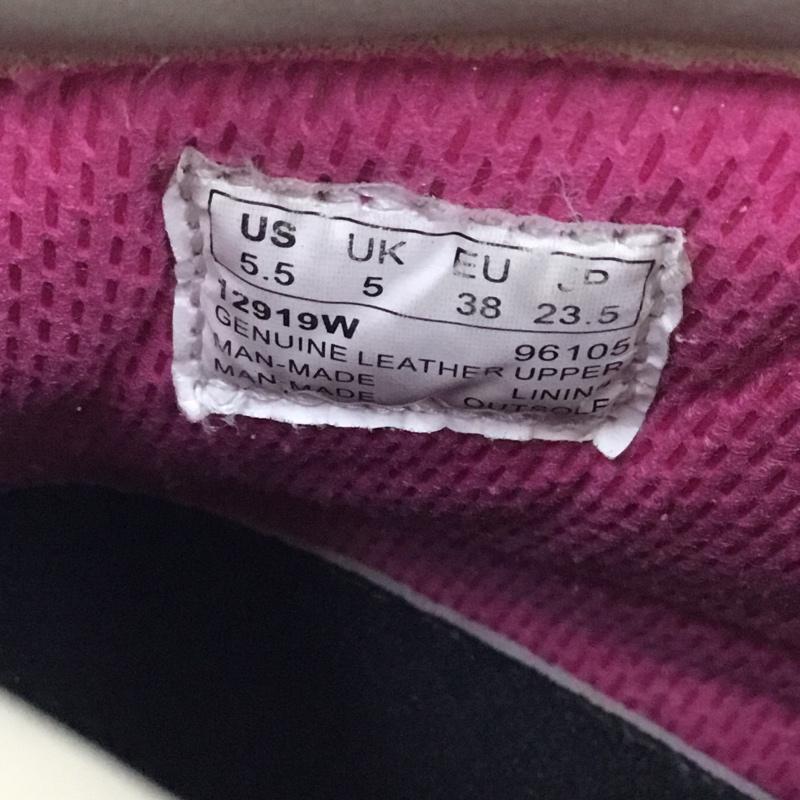 US UK EU JP
5.5 5 38 23.5
12919W 96105
GENUINE LEATHER UPPER
MAN-MADE LINING
MAN-MADE OUTSOLE